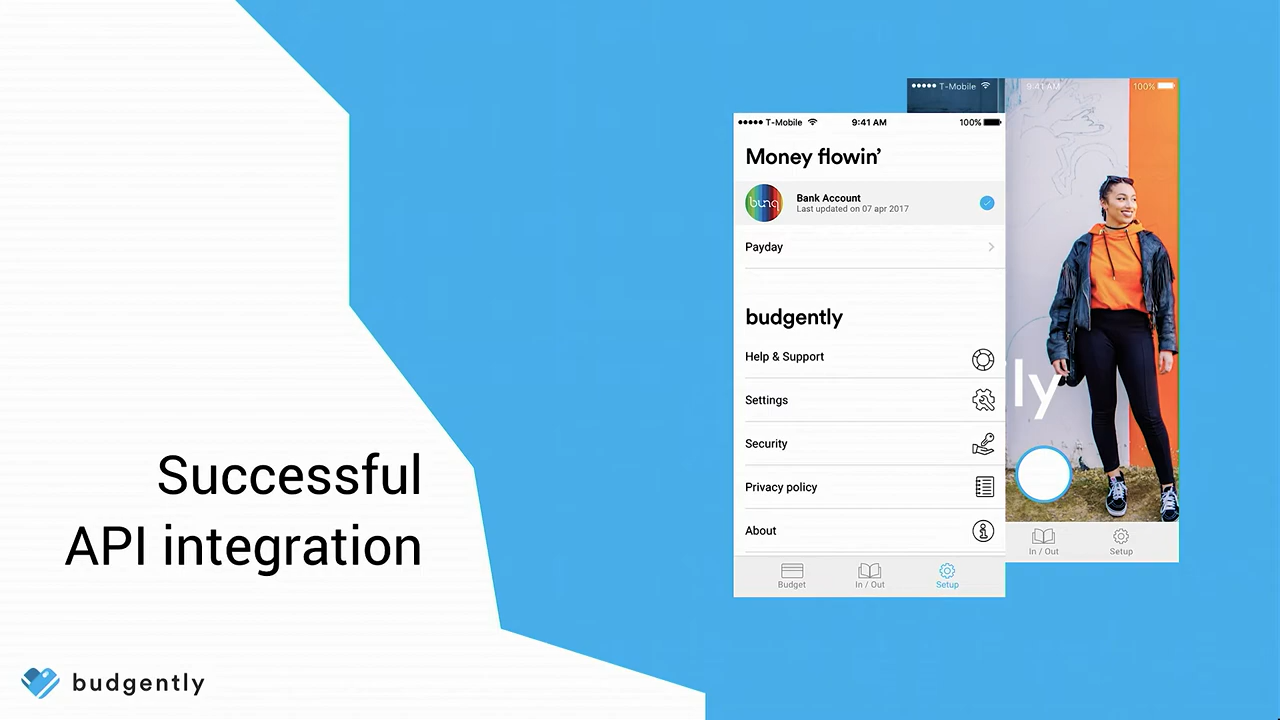 Successful
API integration
budgently
T-Mobile 9:41 AM 100%
Money flowin’
bunq
Bank Account
Last updated on 07 apr 2017
Payday
budgently
Help & Support
Settings
Security
Privacy policy
About
Budget In / Out Setup
T-Mobile 9:41 AM 100%
ly
In / Out Setup